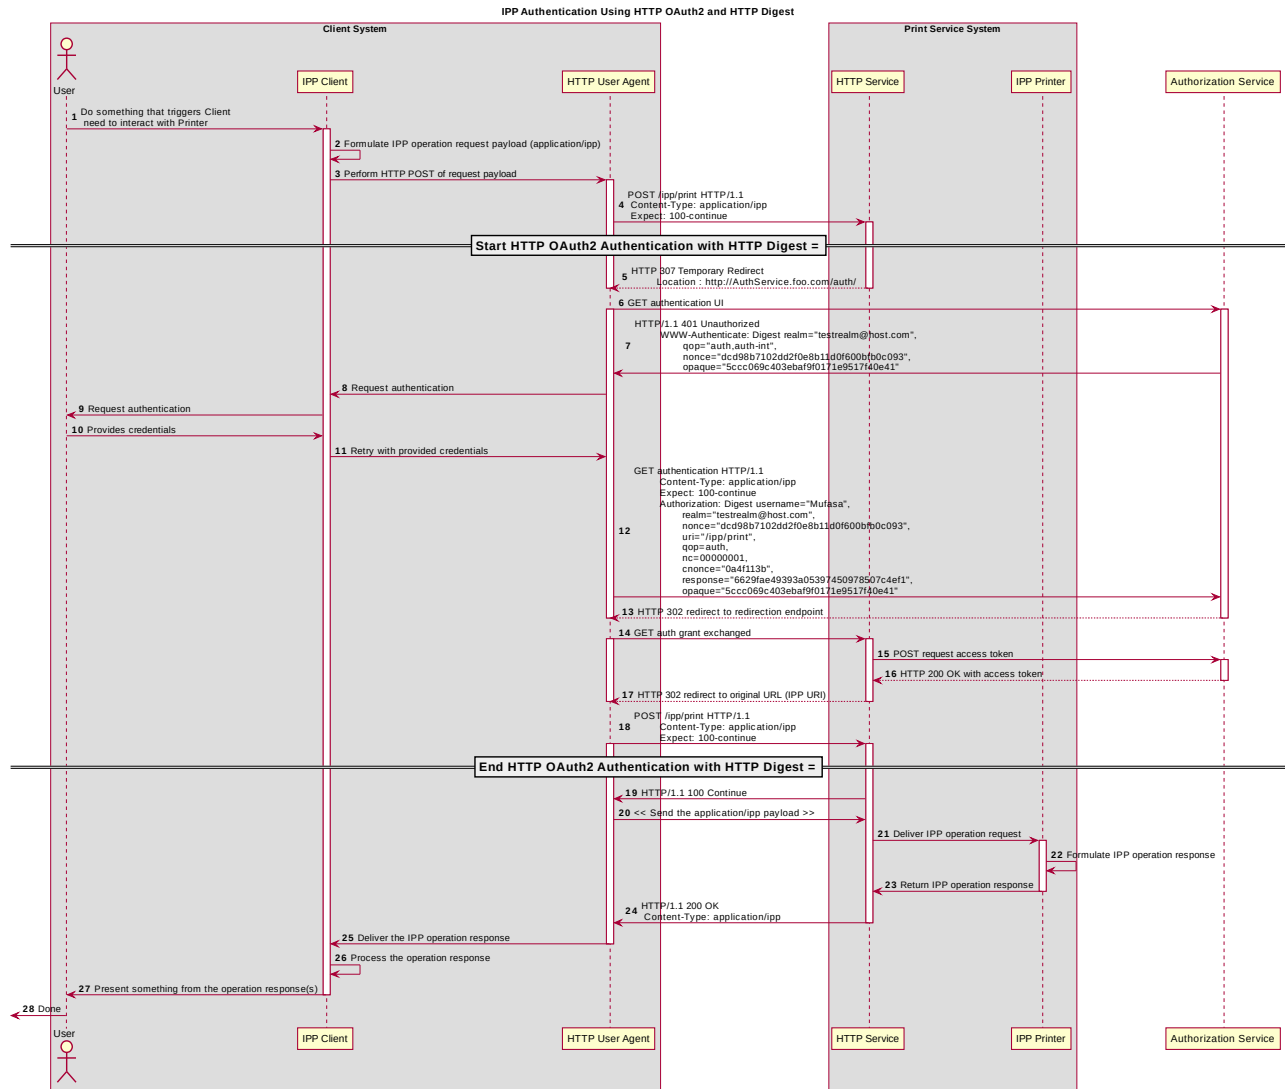 IPP Authentication Using HTTP OAuth2 and HTTP Digest
Client System
Print Service System
User
IPP Client
HTTP User Agent
HTTP Service
IPP Printer
Authorization Service
1 Do something that triggers Client
need to interact with Printer
2 Formulate IPP operation request payload (application/ipp)
3 Perform HTTP POST of request payload
POST /ipp/print HTTP/1.1
4 Content-Type: application/ipp
Expect: 100-continue
Start HTTP OAuth2 Authentication with HTTP Digest =
5 HTTP 307 Temporary Redirect
Location : http://AuthService.foo.com/auth/
6 GET authentication UI
HTTP/1.1 401 Unauthorized
WWW-Authenticate: Digest realm="testrealm@host.com",
7 qop="auth,auth-int",
nonce="dcd98b7102dd2f0e8b11d0f600bfb0c093",
opaque="5ccc069c403ebaf9f0171e9517f40e41"
8 Request authentication
9 Request authentication
10 Provides credentials
11 Retry with provided credentials
GET authentication HTTP/1.1
Content-Type: application/ipp
Expect: 100-continue
Authorization: Digest username="Mufasa",
realm="testrealm@host.com",
nonce="dcd98b7102dd2f0e8b11d0f600bfb0c093",
12 uri="/ipp/print",
qop=auth,
nc=00000001,
cnonce="0a4f113b",
response="6629fae49393a05397450978507c4ef1",
opaque="5ccc069c403ebaf9f0171e9517f40e41"
13 HTTP 302 redirect to redirection endpoint
14 GET auth grant exchanged
15 POST request access token
16 HTTP 200 OK with access token
17 HTTP 302 redirect to original URL (IPP URI)
POST /ipp/print HTTP/1.1
18 Content-Type: application/ipp
Expect: 100-continue
End HTTP OAuth2 Authentication with HTTP Digest =
19 HTTP/1.1 100 Continue
20 << Send the application/ipp payload >>
21 Deliver IPP operation request
22 Formulate IPP operation response
23 Return IPP operation response
24 HTTP/1.1 200 OK
Content-Type: application/ipp
25 Deliver the IPP operation response
26 Process the operation response
27 Present something from the operation response(s)
28 Done
User
IPP Client
HTTP User Agent
HTTP Service
IPP Printer
Authorization Service